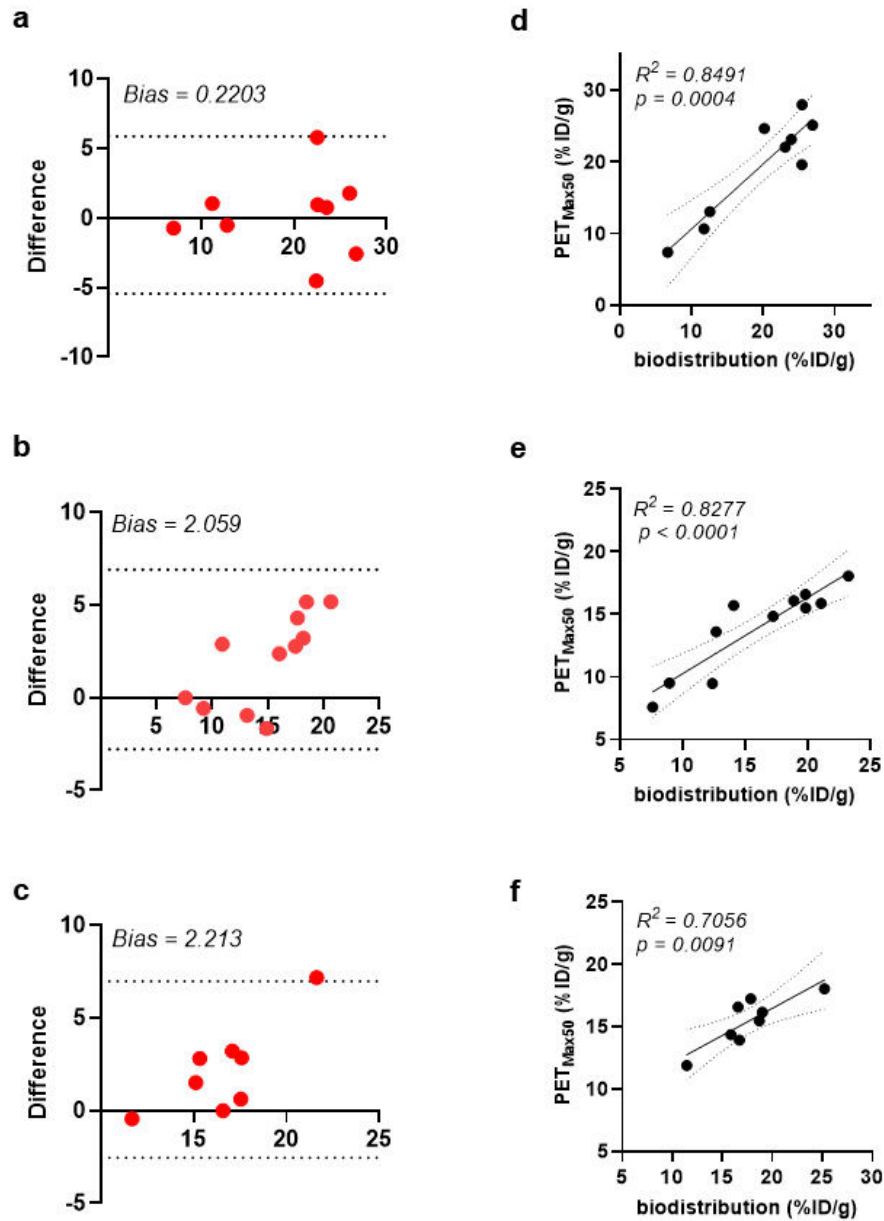 a
Bias = 0.2203
Difference
10
5
0
-5
-10
10
20
30
d
R² = 0.8491
p = 0.0004
PET_Max50 (%ID/g)
30
20
10
0
0
10
20
30
biodistribution (%ID/g)
b
Bias = 2.059
Difference
10
5
0
-5
5
10
15
20
25
e
R² = 0.8277
p < 0.0001
PET_Max50 (%ID/g)
25
20
15
10
5
5
10
15
20
25
biodistribution (%ID/g)
c
Bias = 2.213
Difference
10
5
0
-5
15
20
25
f
R² = 0.7056
p = 0.0091
PET_Max50 (%ID/g)
25
20
15
10
5
5
10
15
20
25
30
biodistribution (%ID/g)